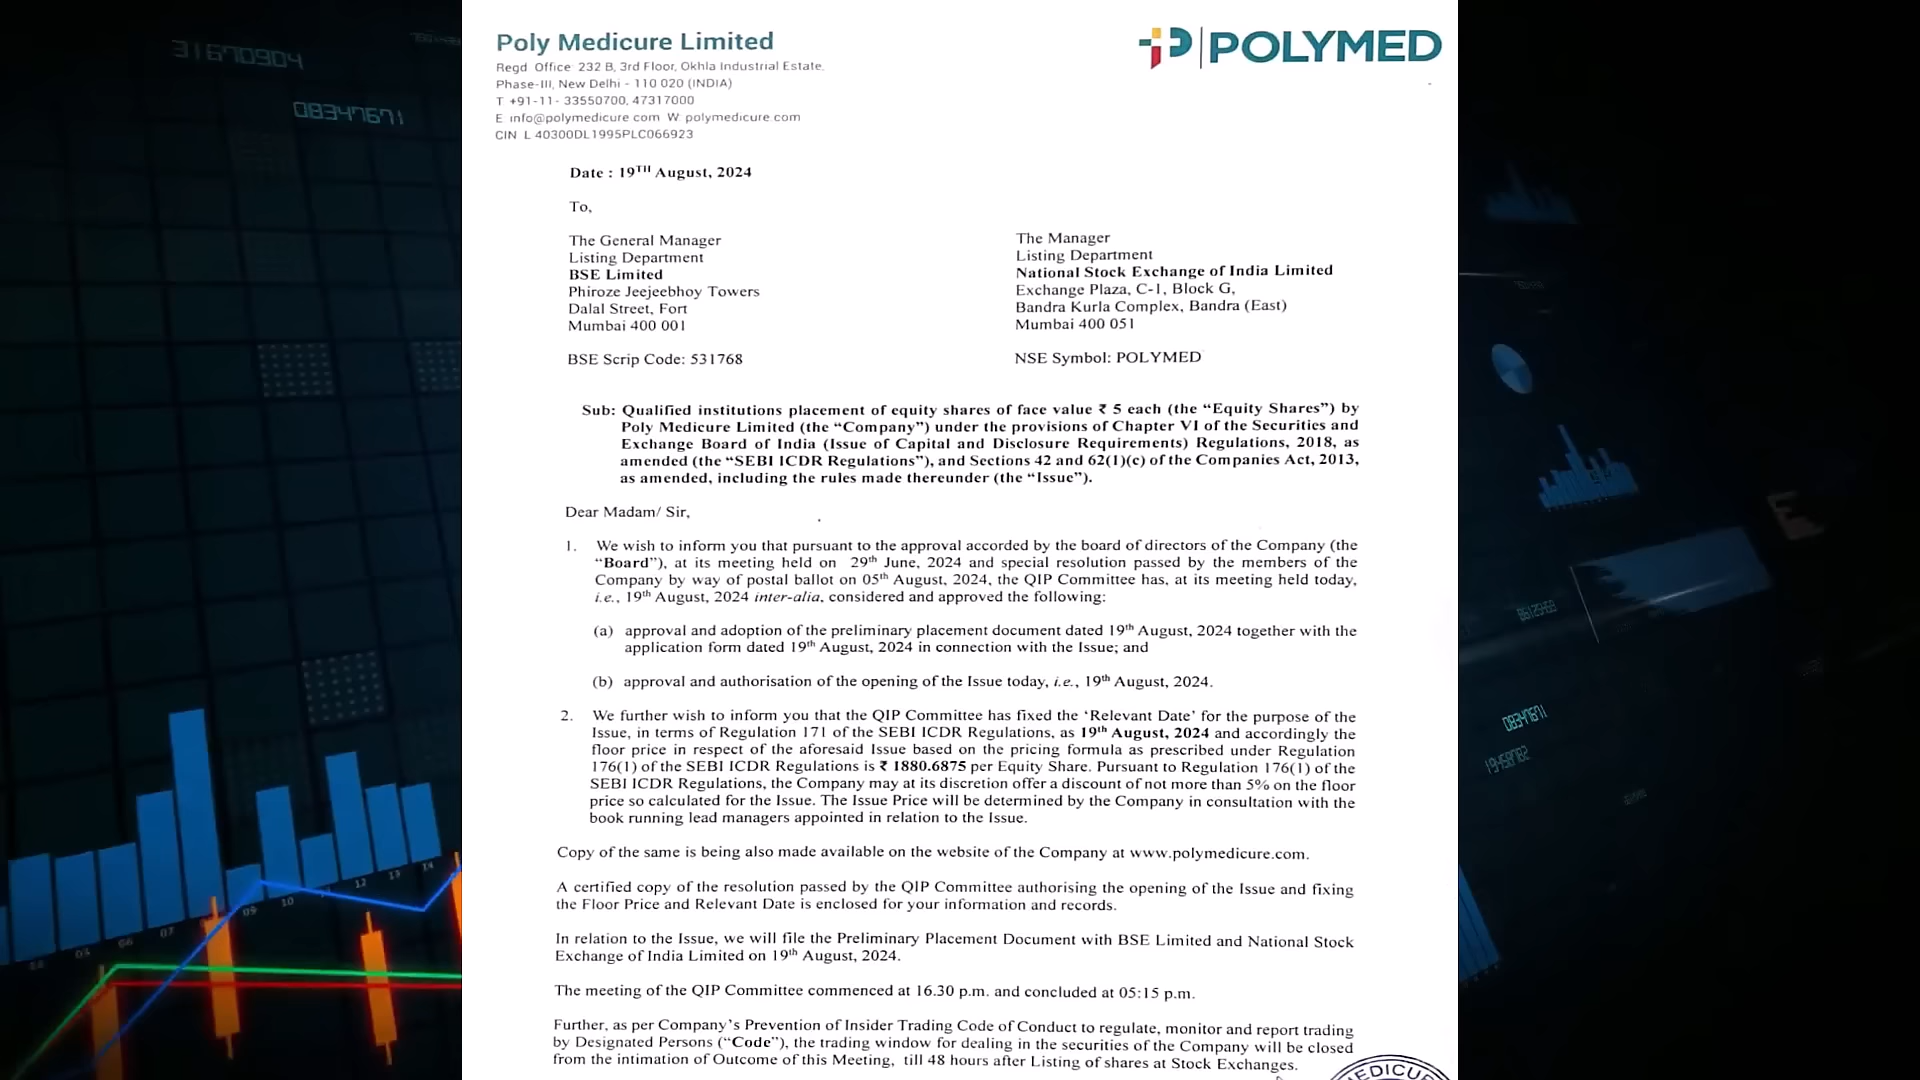 31670904
08347671
Poly Medicure Limited
Regd. Office: 232 B, 3rd Floor, Okhla Industrial Estate,
Phase-III, New Delhi - 110 020 (INDIA)
T +91-11- 33550700, 47317000
E info@polymedicure.com W: polymedicure.com
CIN L 40300DL1995PLC066923
POLYMED
Date : 19TH August, 2024
To,
The General Manager
Listing Department
BSE Limited
Phiroze Jeejeebhoy Towers
Dalal Street, Fort
Mumbai 400 001
BSE Scrip Code: 531768
The Manager
Listing Department
National Stock Exchange of India Limited
Exchange Plaza, C-1, Block G,
Bandra Kurla Complex, Bandra (East)
Mumbai 400 051
NSE Symbol: POLYMED
Sub: Qualified institutions placement of equity shares of face value ₹ 5 each (the “Equity Shares”) by
Poly Medicure Limited (the “Company”) under the provisions of Chapter VI of the Securities and
Exchange Board of India (Issue of Capital and Disclosure Requirements) Regulations, 2018, as
amended (the “SEBI ICDR Regulations”), and Sections 42 and 62(1)(c) of the Companies Act, 2013,
as amended, including the rules made thereunder (the “Issue”).
Dear Madam/ Sir,
1. We wish to inform you that pursuant to the approval accorded by the board of directors of the Company (the
“Board”), at its meeting held on 29th June, 2024 and special resolution passed by the members of the
Company by way of postal ballot on 05th August, 2024, the QIP Committee has, at its meeting held today,
i.e., 19th August, 2024 inter-alia, considered and approved the following:
(a) approval and adoption of the preliminary placement document dated 19th August, 2024 together with the
application form dated 19th August, 2024 in connection with the Issue; and
(b) approval and authorisation of the opening of the Issue today, i.e., 19th August, 2024.
2. We further wish to inform you that the QIP Committee has fixed the ‘Relevant Date’ for the purpose of the
Issue, in terms of Regulation 171 of the SEBI ICDR Regulations, as 19th August, 2024 and accordingly the
floor price in respect of the aforesaid Issue based on the pricing formula as prescribed under Regulation
176(1) of the SEBI ICDR Regulations is ₹ 1880.6875 per Equity Share. Pursuant to Regulation 176(1) of the
SEBI ICDR Regulations, the Company may at its discretion offer a discount of not more than 5% on the floor
price so calculated for the Issue. The Issue Price will be determined by the Company in consultation with the
book running lead managers appointed in relation to the Issue.
Copy of the same is being also made available on the website of the Company at www.polymedicure.com.
A certified copy of the resolution passed by the QIP Committee authorising the opening of the Issue and fixing
the Floor Price and Relevant Date is enclosed for your information and records.
In relation to the Issue, we will file the Preliminary Placement Document with BSE Limited and National Stock
Exchange of India Limited on 19th August, 2024.
The meeting of the QIP Committee commenced at 16.30 p.m. and concluded at 05:15 p.m.
Further, as per Company’s Prevention of Insider Trading Code of Conduct to regulate, monitor and report trading
by Designated Persons (“Code”), the trading window for dealing in the securities of the Company will be closed
from the intimation of Outcome of this Meeting, till 48 hours after Listing of shares at Stock Exchanges.
07
09
10
12
13
14
08347671